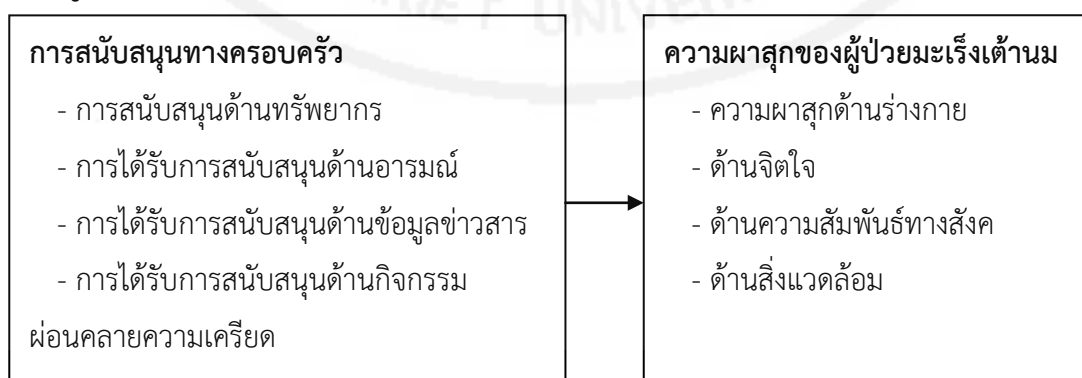 การสนับสนุนทางครอบครัว
- การสนับสนุนด้านทรัพยากร
- การได้รับการสนับสนุนด้านอารมณ์
- การได้รับการสนับสนุนด้านข้อมูลข่าวสาร
- การได้รับการสนับสนุนด้านกิจกรรม
ผ่อนคลายความเครียด
ความผาสุกของผู้ป่วยมะเร็งเต้านม
- ความผาสุกด้านร่างกาย
- ด้านจิตใจ
- ด้านความสัมพันธ์ทางสังค
- ด้านสิ่งแวดล้อม